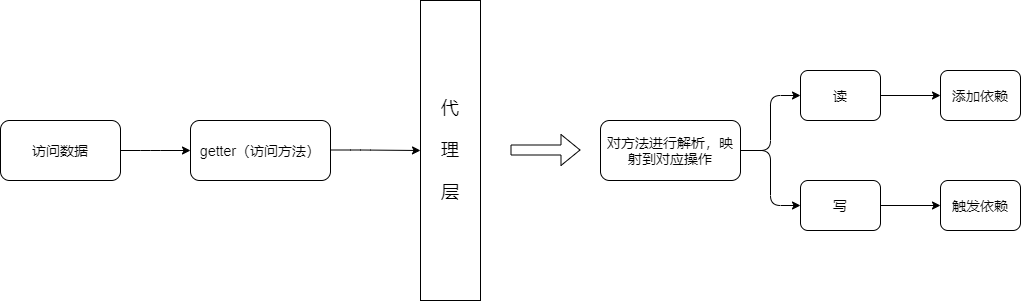 访问数据
getter（访问方法）
代
理
层
对方法进行解析，映
射到对应操作
读
添加依赖
写
触发依赖